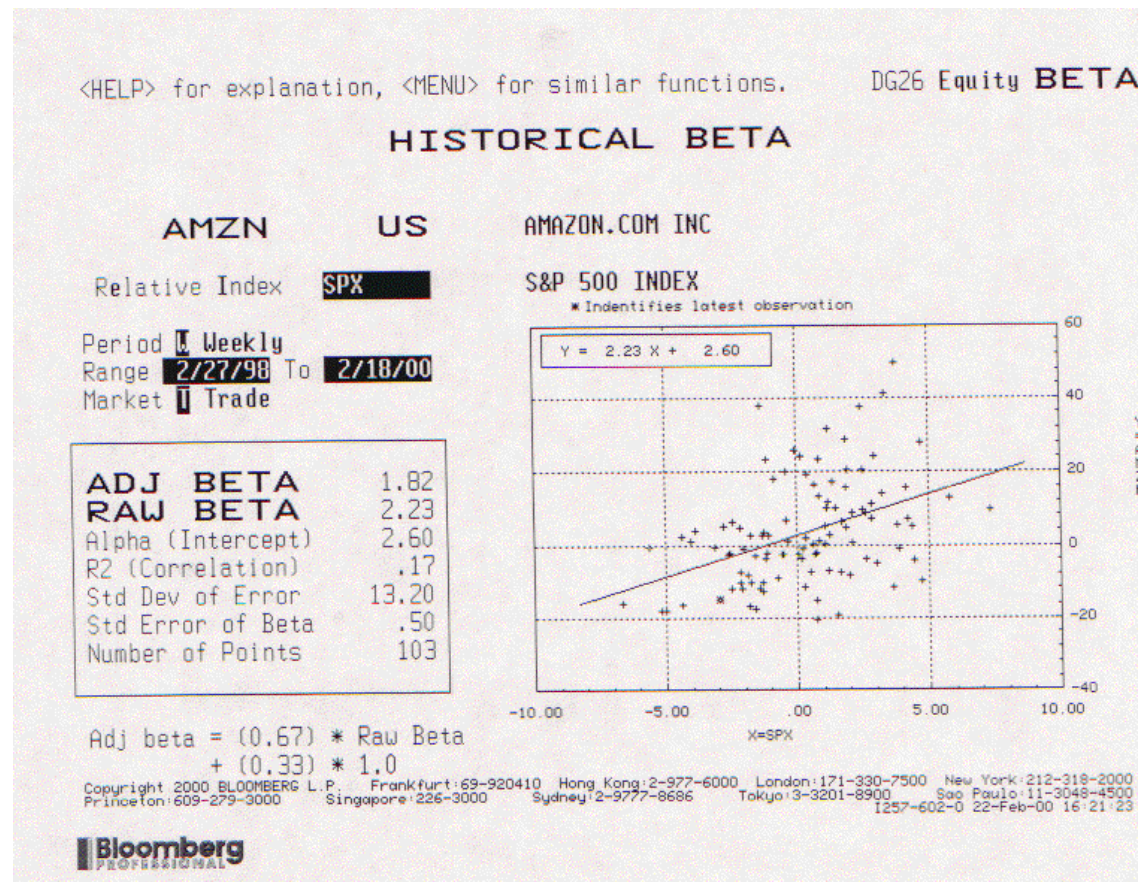 <HELP> for explanation, <MENU> for similar functions. DG26 Equity BETA
HISTORICAL BETA
AMZN US AMAZON.COM INC
Relative Index SPX S&P 500 INDEX
* Indentifies latest observation
Period W Weekly
Range 2/27/98 To 2/18/00
Market T Trade
Y = 2.23 X + 2.60
ADJ BETA 1.82
RAW BETA 2.23
Alpha (Intercept) 2.60
R2 (Correlation) .17
Std Dev of Error 13.20
Std Error of Beta .50
Number of Points 103
60
40
20
0
-20
-40
-10.00 -5.00 .00 5.00 10.00
X=SPX
Adj beta = (0.67) * Raw Beta
+ (0.33) * 1.0
Copyright 2000 BLOOMBERG L.P. Frankfurt:69-920410 Hong Kong:2-977-6000 London:171-330-7500 New York:212-318-2000
Princeton:609-279-3000 Singapore:226-3000 Sydney:2-9777-8686 Tokyo:3-3201-8900 Sao Paulo:11-3048-4500
I257-602-0 22-Feb-00 16:21:23
Bloomberg
PROFESSIONAL